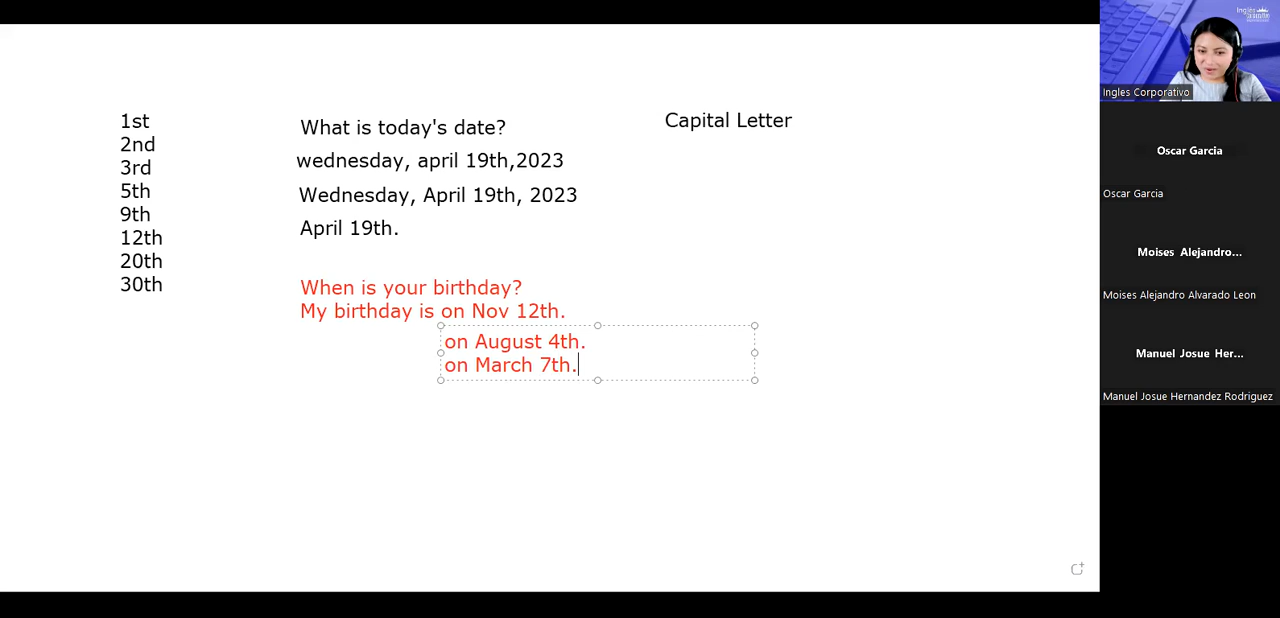 1st
2nd
3rd
5th
9th
12th
20th
30th
What is today's date?
wednesday, april 19th,2023
Wednesday, April 19th, 2023
April 19th.
When is your birthday?
My birthday is on Nov 12th.
on August 4th.
on March 7th.
Capital Letter
Ingles Corporativo
Oscar Garcia
Oscar Garcia
Moises Alejandro...
Moises Alejandro Alvarado Leon
Manuel Josue Her...
Manuel Josue Hernandez Rodriguez